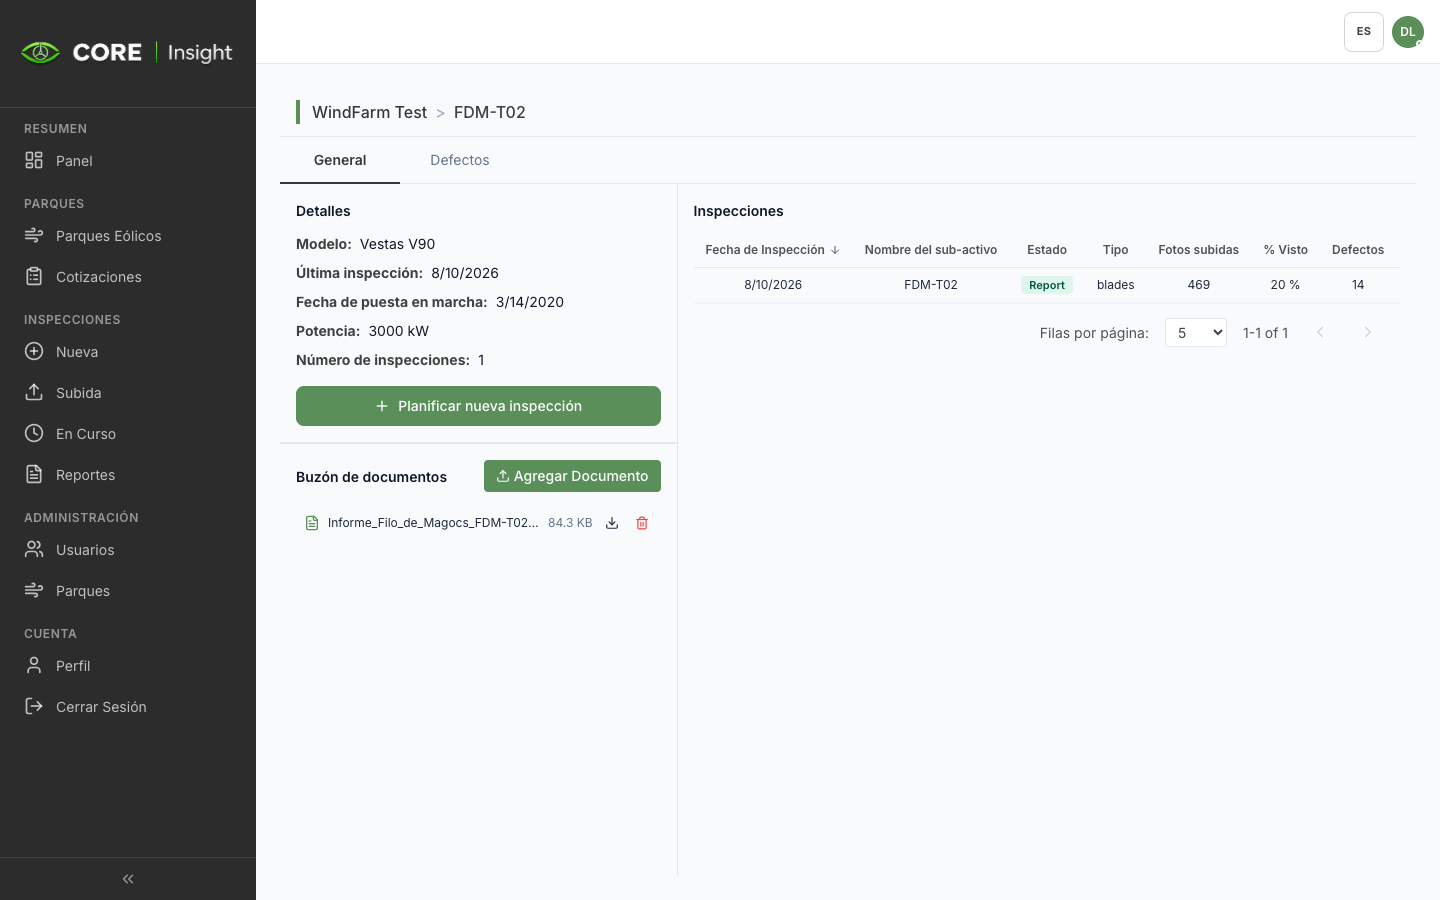 CORE | Insight
ES
DL
RESUMEN
Panel
PARQUES
Parques Eólicos
Cotizaciones
INSPECCIONES
Nueva
Subida
En Curso
Reportes
ADMINISTRACIÓN
Usuarios
Parques
CUENTA
Perfil
Cerrar Sesión
WindFarm Test > FDM-T02
General Defectos
Detalles
Modelo: Vestas V90
Última inspección: 8/10/2026
Fecha de puesta en marcha: 3/14/2020
Potencia: 3000 kW
Número de inspecciones: 1
+ Planificar nueva inspección
Buzón de documentos
Agregar Documento
Informe_Filo_de_Magocs_FDM-T02... 84.3 KB
Inspecciones
Fecha de Inspección ↓ Nombre del sub-activo Estado Tipo Fotos subidas % Visto Defectos
8/10/2026 FDM-T02 Report blades 469 20 % 14
Filas por página: 5 1-1 of 1